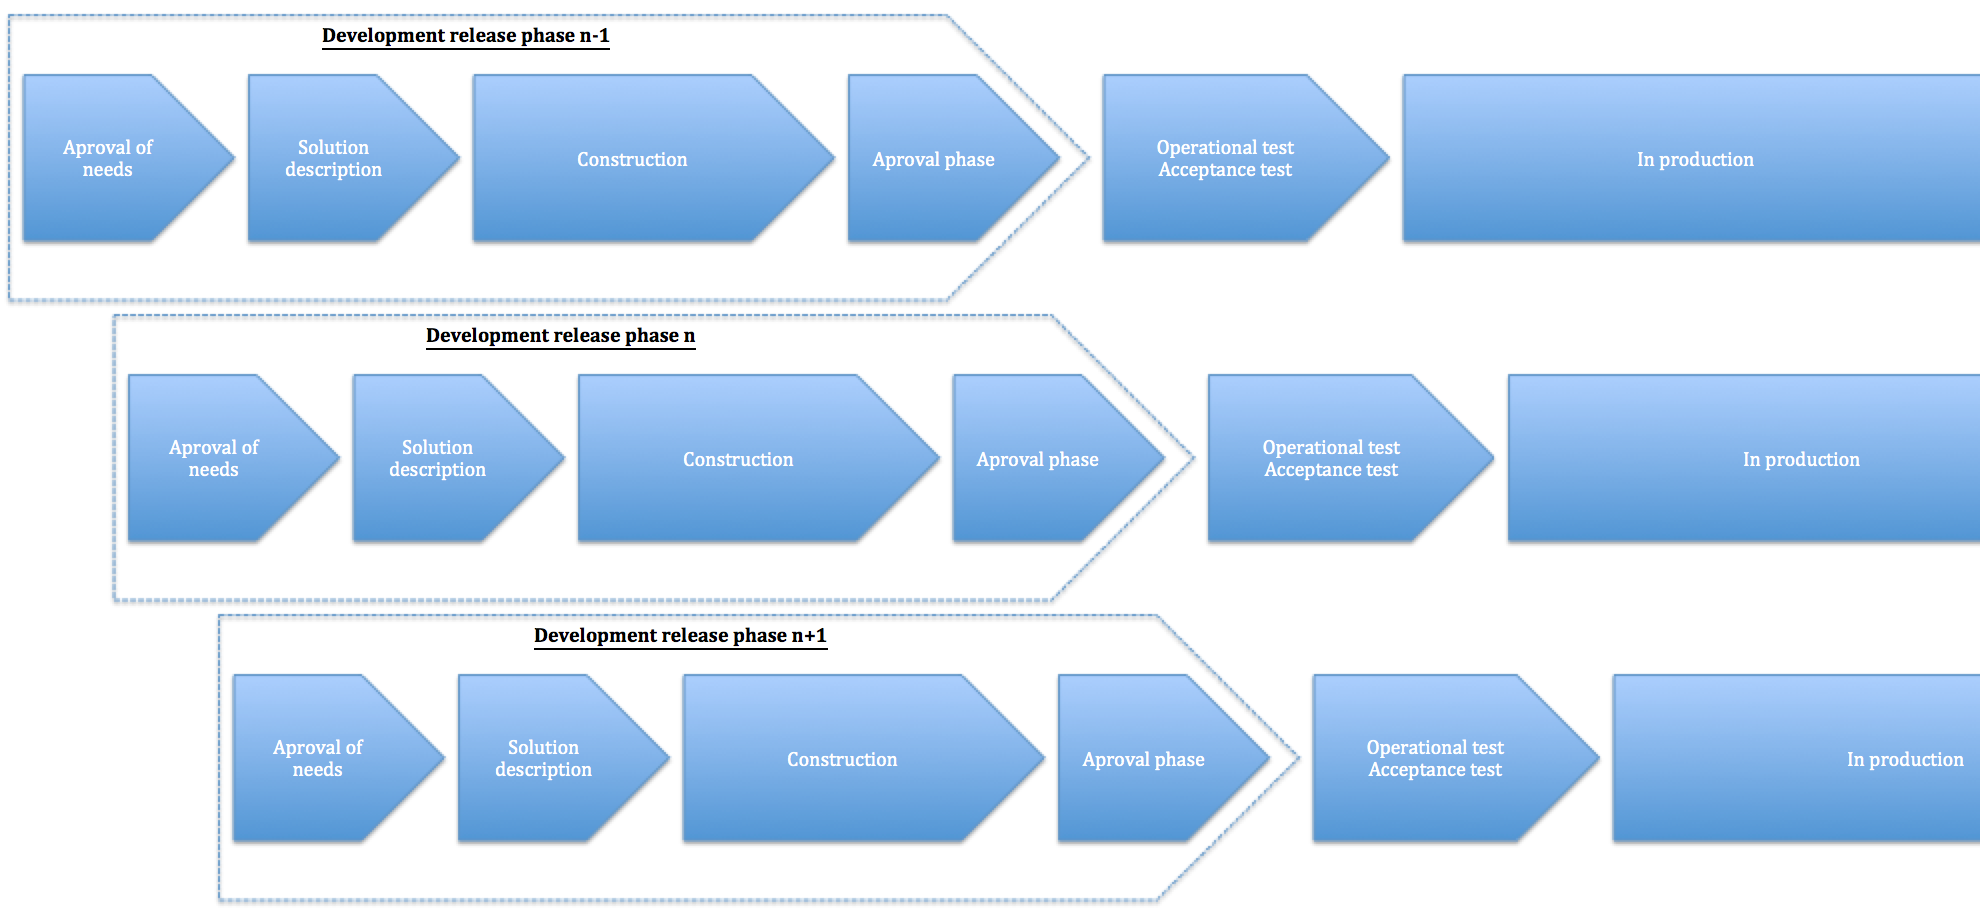 Development release phase n-1
Aproval of
needs
Solution
description
Construction
Aproval phase
Operational test
Acceptance test
In production
Development release phase n
Aproval of
needs
Solution
description
Construction
Aproval phase
Operational test
Acceptance test
In production
Development release phase n+1
Aproval of
needs
Solution
description
Construction
Aproval phase
Operational test
Acceptance test
In production